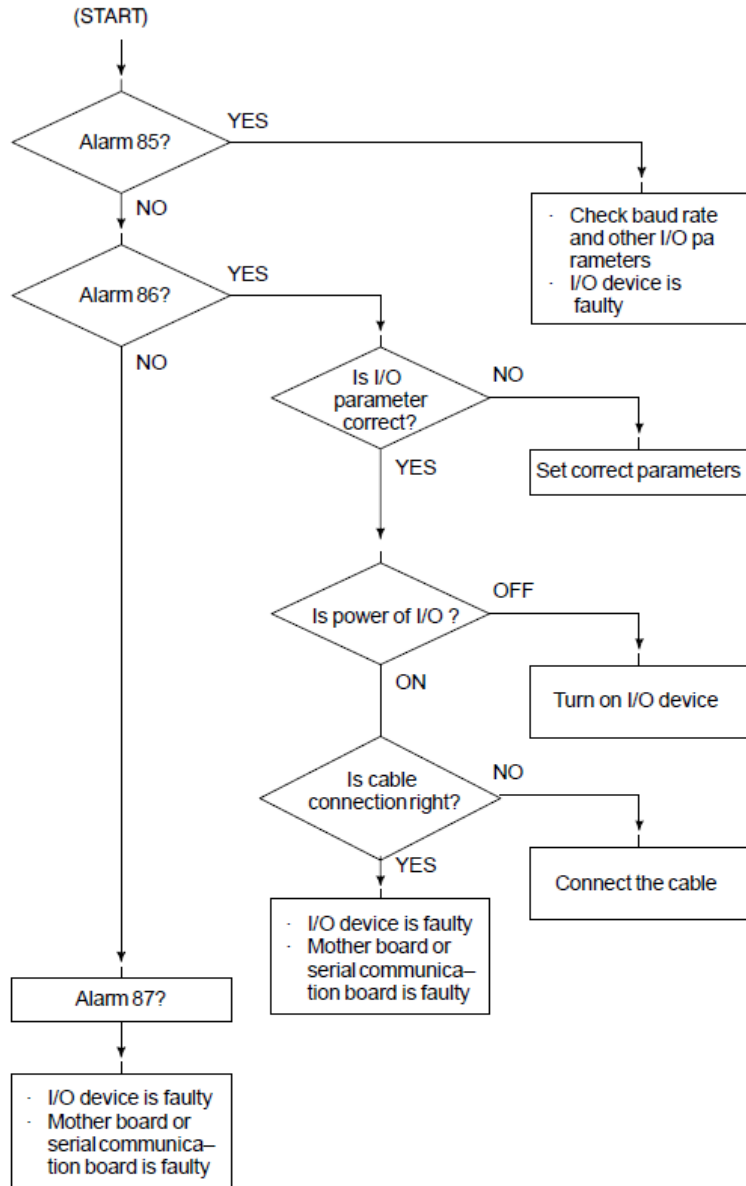 (START)
Alarm 85?
YES
NO
· Check baud rate
and other I/O pa
rameters
· I/O device is
faulty
Alarm 86?
YES
NO
Is I/O
parameter
correct?
NO
YES
Set correct parameters
Is power of I/O ?
OFF
ON
Turn on I/O device
Is cable
connection right?
NO
YES
Connect the cable
· I/O device is faulty
· Mother board or
serial communica–
tion board is faulty
Alarm 87?
· I/O device is faulty
· Mother board or
serial communica–
tion board is faulty